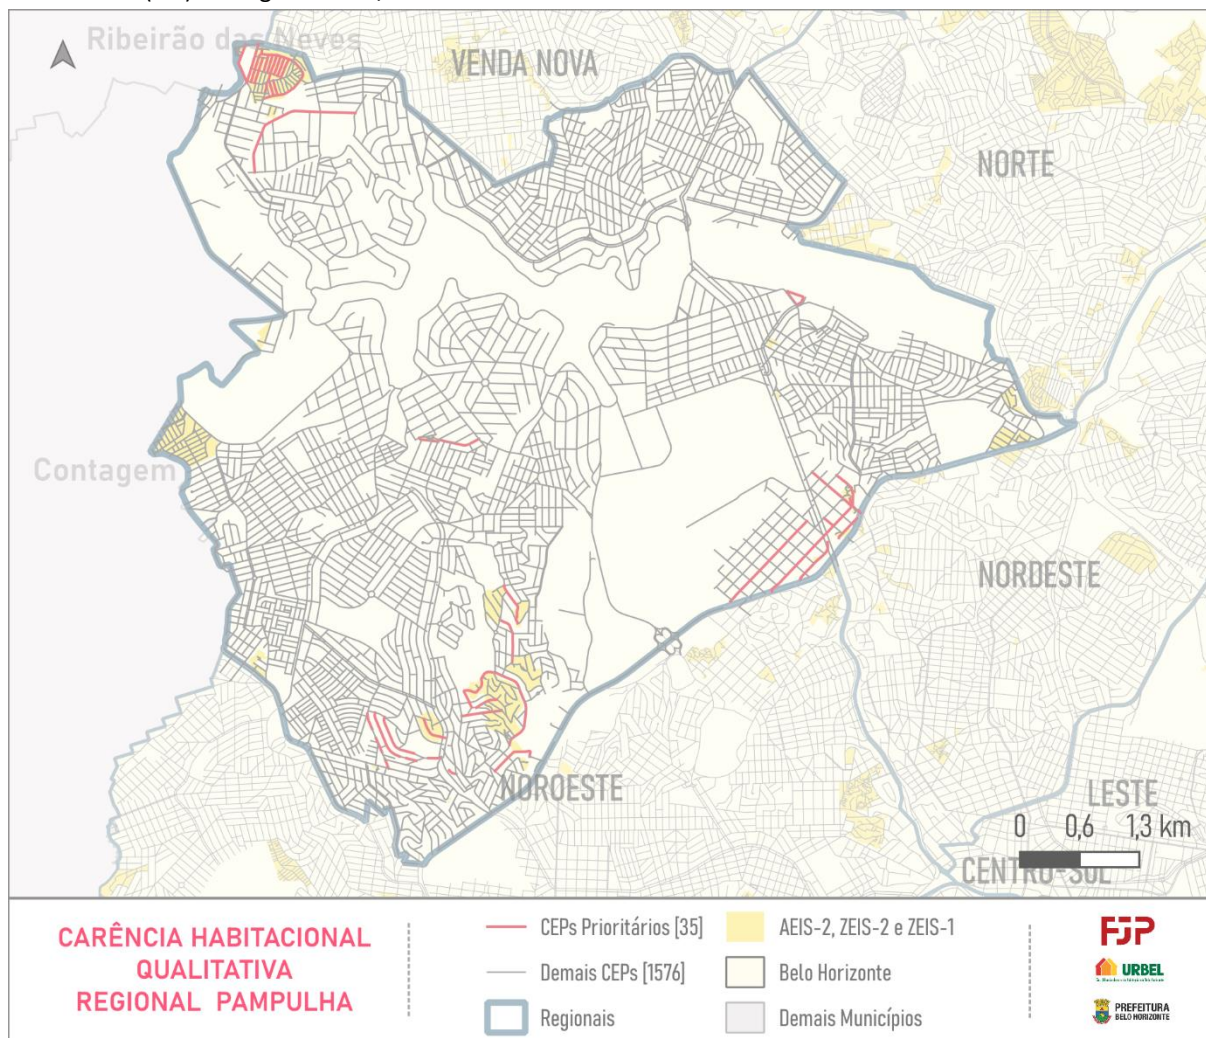 Ribeirão das Neves
VENDA NOVA
NORTE
Contagem
NORDESTE
NOROESTE
LESTE
0 0,6 1,3 km
CENTRO-SUL
CARÊNCIA HABITACIONAL
QUALITATIVA
REGIONAL PAMPULHA
CEPs Prioritários [35]
Demais CEPs [1576]
Regionais
AEIS-2, ZEIS-2 e ZEIS-1
Belo Horizonte
Demais Municípios
FJP
URBEL
PREFEITURA
BELO HORIZONTE